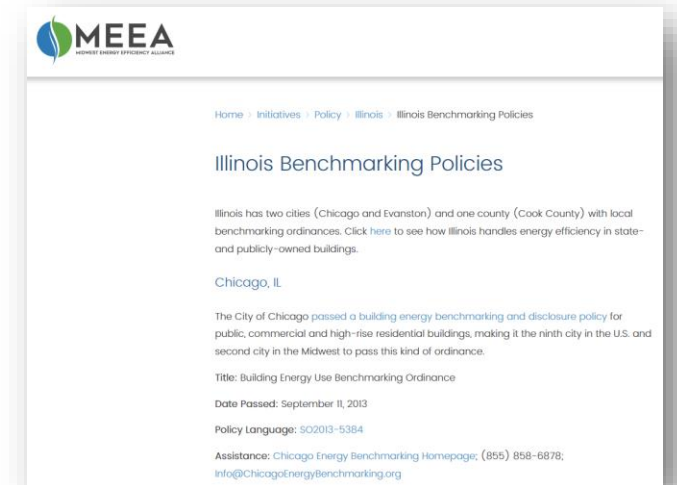 MEEA
MIDWEST ENERGY EFFICIENCY ALLIANCE
Home > Initiatives > Policy > Illinois > Illinois Benchmarking Policies
Illinois Benchmarking Policies
Illinois has two cities (Chicago and Evanston) and one county (Cook County) with local
benchmarking ordinances. Click here to see how Illinois handles energy efficiency in state-
and publicly-owned buildings.
Chicago, IL
The City of Chicago passed a building energy benchmarking and disclosure policy for
public, commercial and high-rise residential buildings, making it the ninth city in the U.S. and
second city in the Midwest to pass this kind of ordinance.
Title: Building Energy Use Benchmarking Ordinance
Date Passed: September 11, 2013
Policy Language: SO2013-5384
Assistance: Chicago Energy Benchmarking Homepage; (855) 858-6878;
Info@ChicagoEnergyBenchmarking.org